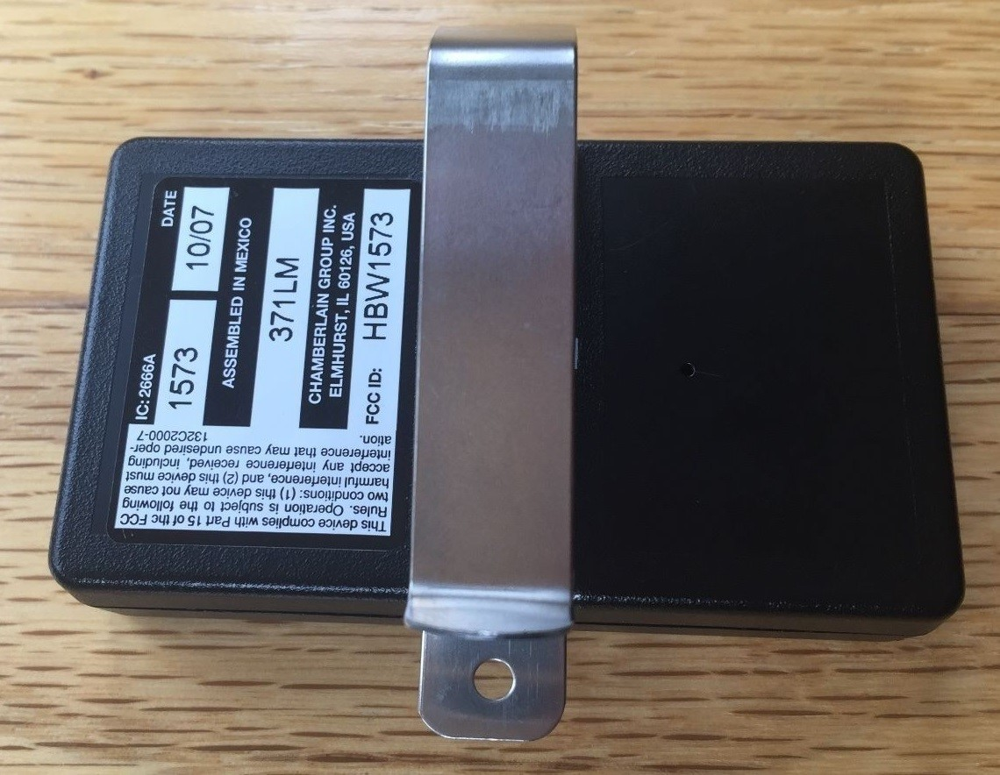 IC: 2666A
DATE
1573
10/07
ASSEMBLED IN MEXICO
371LM
CHAMBERLAIN GROUP INC.
ELMHURST, IL 60126, USA
FCC ID:
HBW1573
This device complies with Part 15 of the FCC
Rules. Operation is subject to the following
two conditions: (1) this device may not cause
harmful interference, and (2) this device must
accept any interference received, including
interference that may cause undesired oper-
ation.
132C2000-7